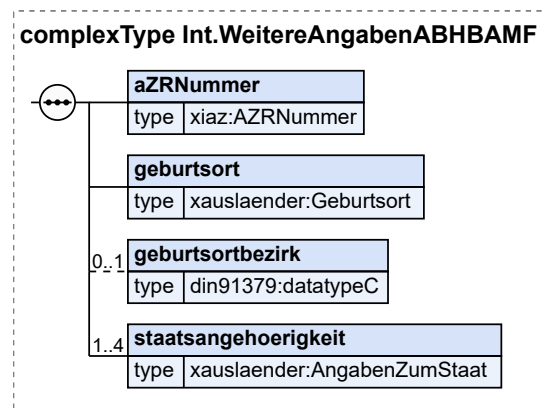 complexType Int.WeitereAngabenABHBAMF
aZRNummer
type xiaz:AZRNummer
geburtsort
type xauslaender:Geburtsort
0..1
geburtsortbezirk
type din91379:datatypeC
1..4
staatsangehoerigkeit
type xauslaender:AngabenZumStaat